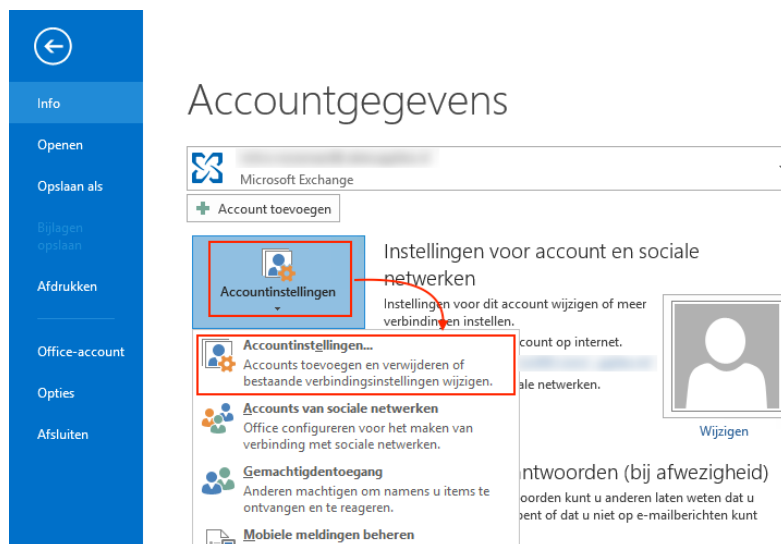 Info
Openen
Opslaan als
Bijlagen
opslaan
Afdrukken
Office-account
Opties
Afsluiten
Accountgegevens
Microsoft Exchange
Account toevoegen
Accountinstellingen
Instellingen voor account en sociale
netwerken
Instellingen voor dit account wijzigen of meer
verbindingen instellen.
count op internet.
ale netwerken.
Wijzigen
Accountinstellingen...
Accounts toevoegen en verwijderen of
bestaande verbindingsinstellingen wijzigen.
Accounts van sociale netwerken
Office configureren voor het maken van
verbinding met sociale netwerken.
Gemachtigdentoegang
Anderen machtigen om namens u items te
ontvangen en te reageren.
Mobiele meldingen beheren
ntwoorden (bij afwezigheid)
oorden kunt u anderen laten weten dat u
bent of dat u niet op e-mailberichten kunt